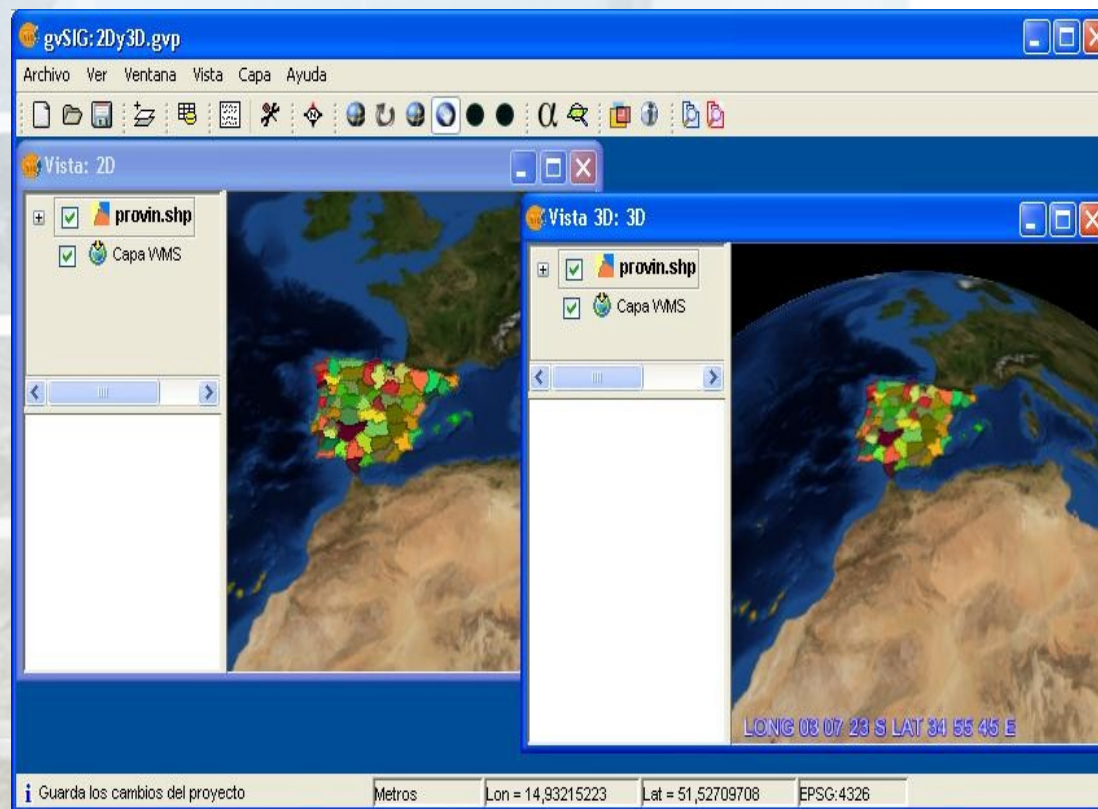 gvSIG: 2Dy3D.gvp
Archivo Ver Ventana Vista Capa Ayuda
Vista: 2D
provin.shp
Capa WMS
Vista 3D: 3D
provin.shp
Capa WMS
LONG 03 07 23 S LAT 34 55 45 E
Guarda los cambios del proyecto
Metros
Lon = 14,93215223
Lat = 51,52709708
EPSG:4326